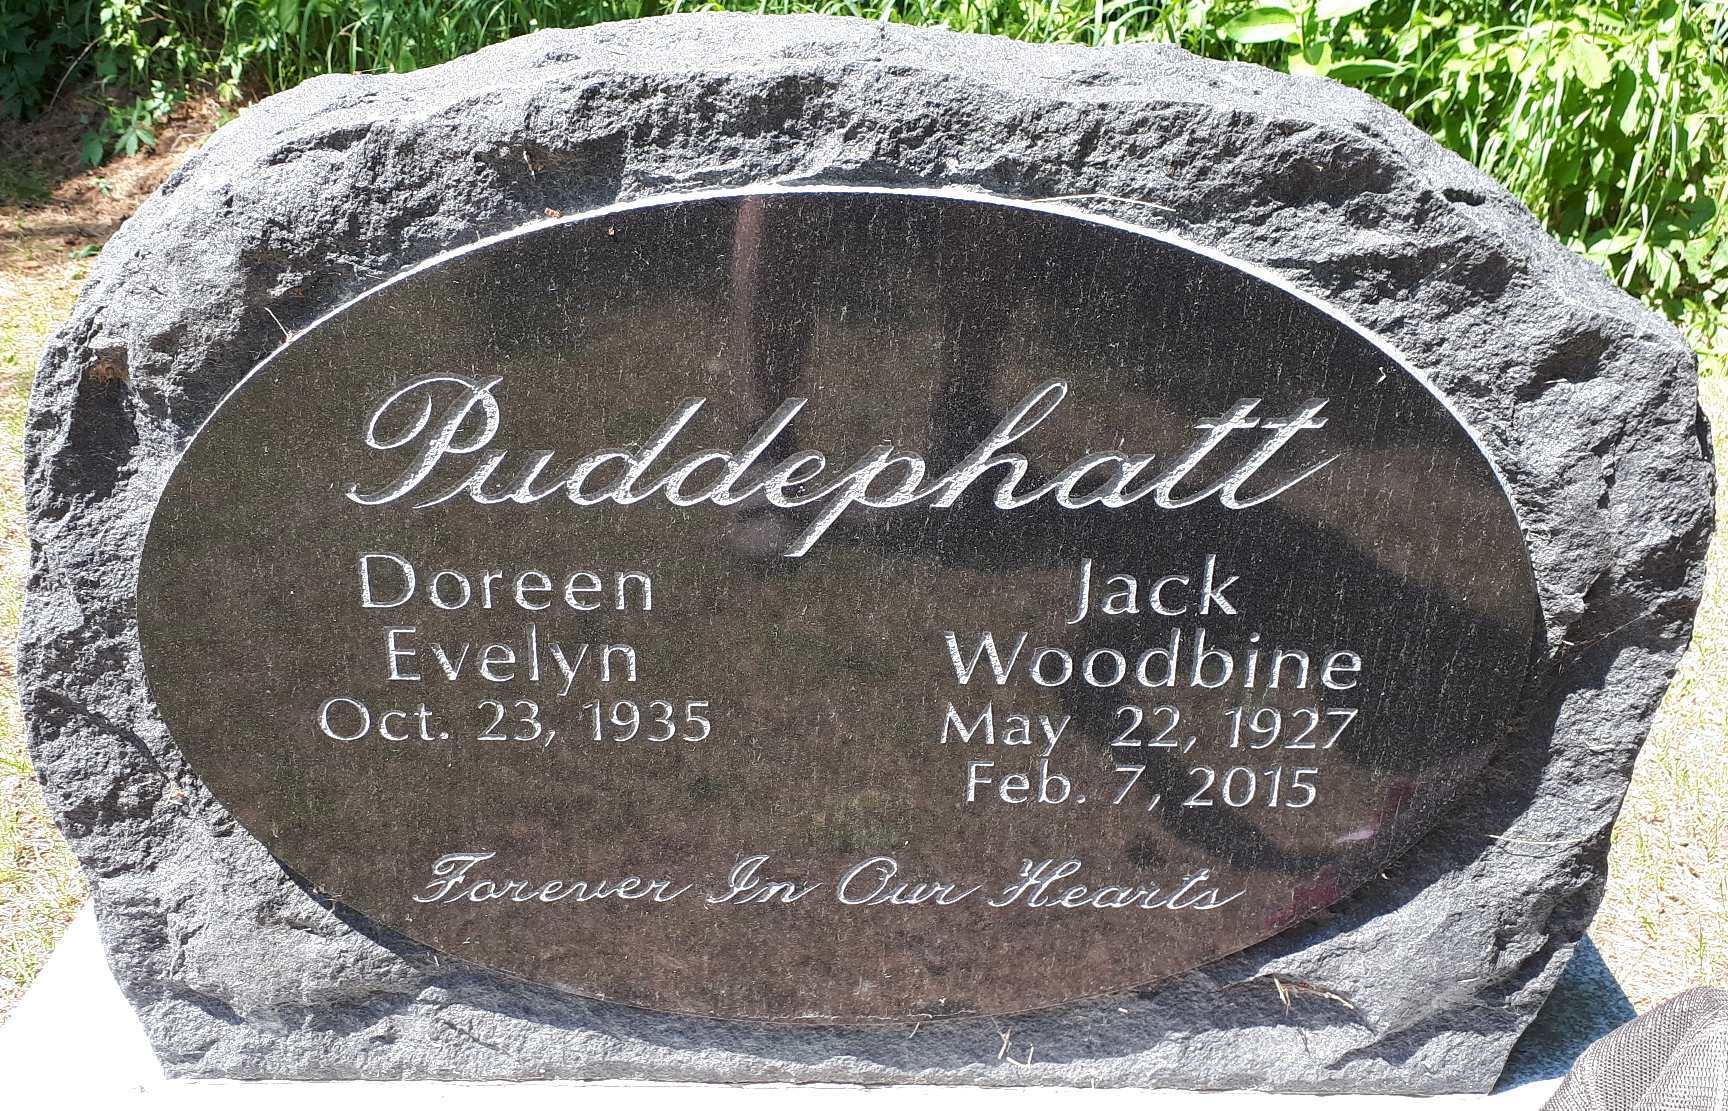 Puddephatt
Doreen
Evelyn
Oct. 23, 1935
Jack
Woodbine
May 22, 1927
Feb. 7, 2015
Forever In Our Hearts